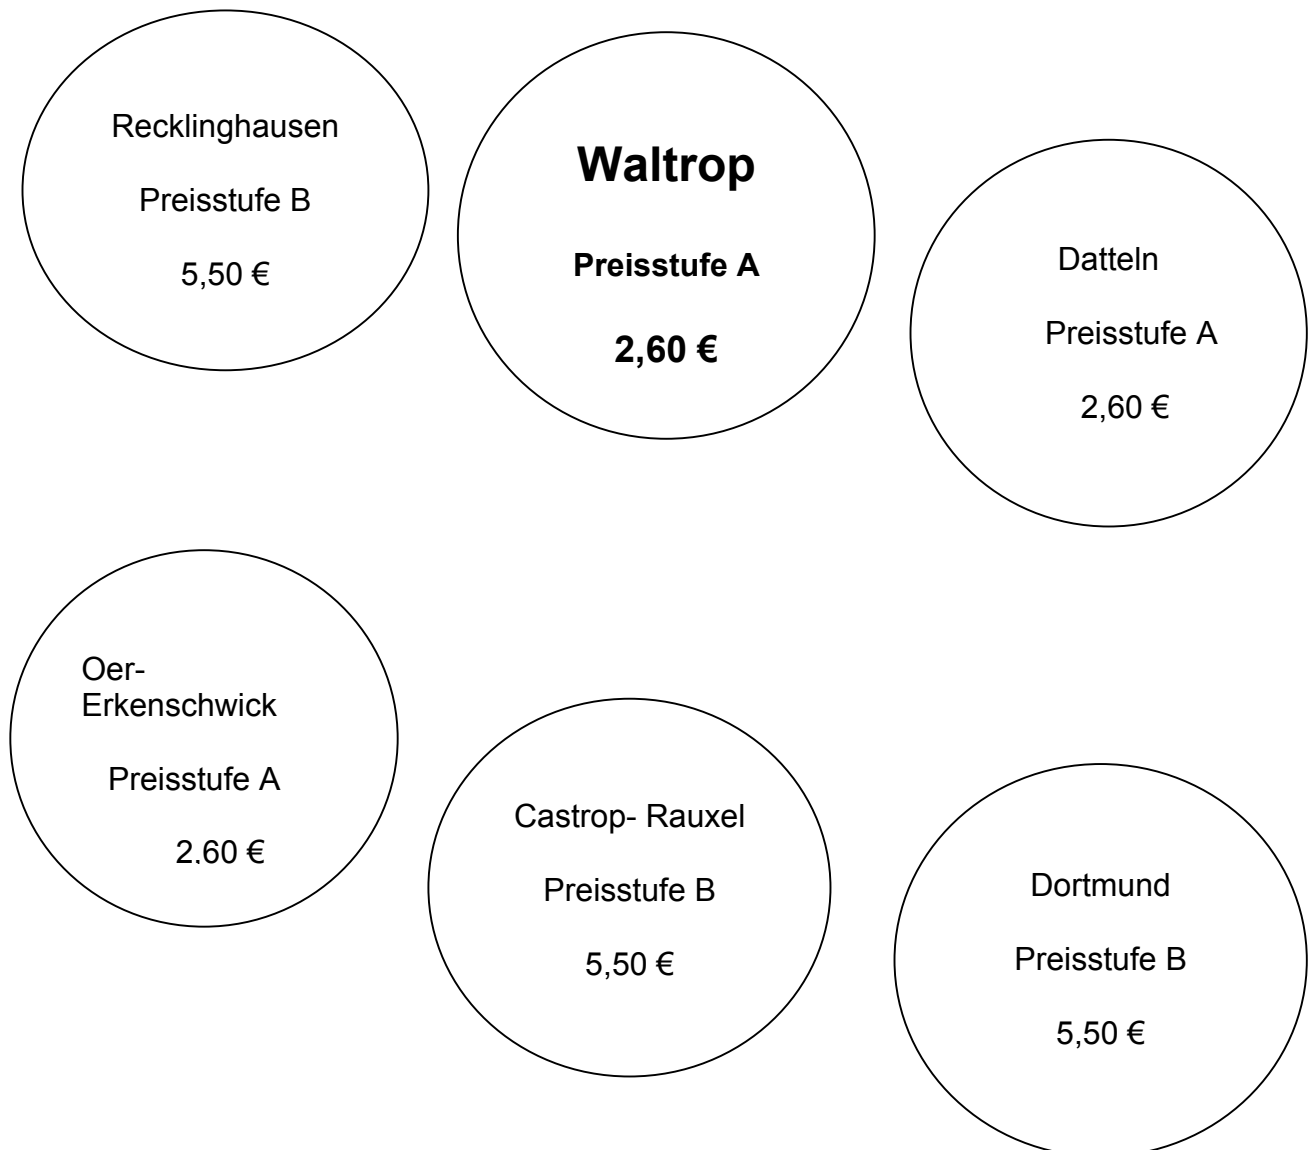 Recklinghausen
Preisstufe B
5,50 €
Waltrop
Preisstufe A
2,60 €
Datteln
Preisstufe A
2,60 €
Oer-
Erkenschwick
Preisstufe A
2,60 €
Castrop- Rauxel
Preisstufe B
5,50 €
Dortmund
Preisstufe B
5,50 €